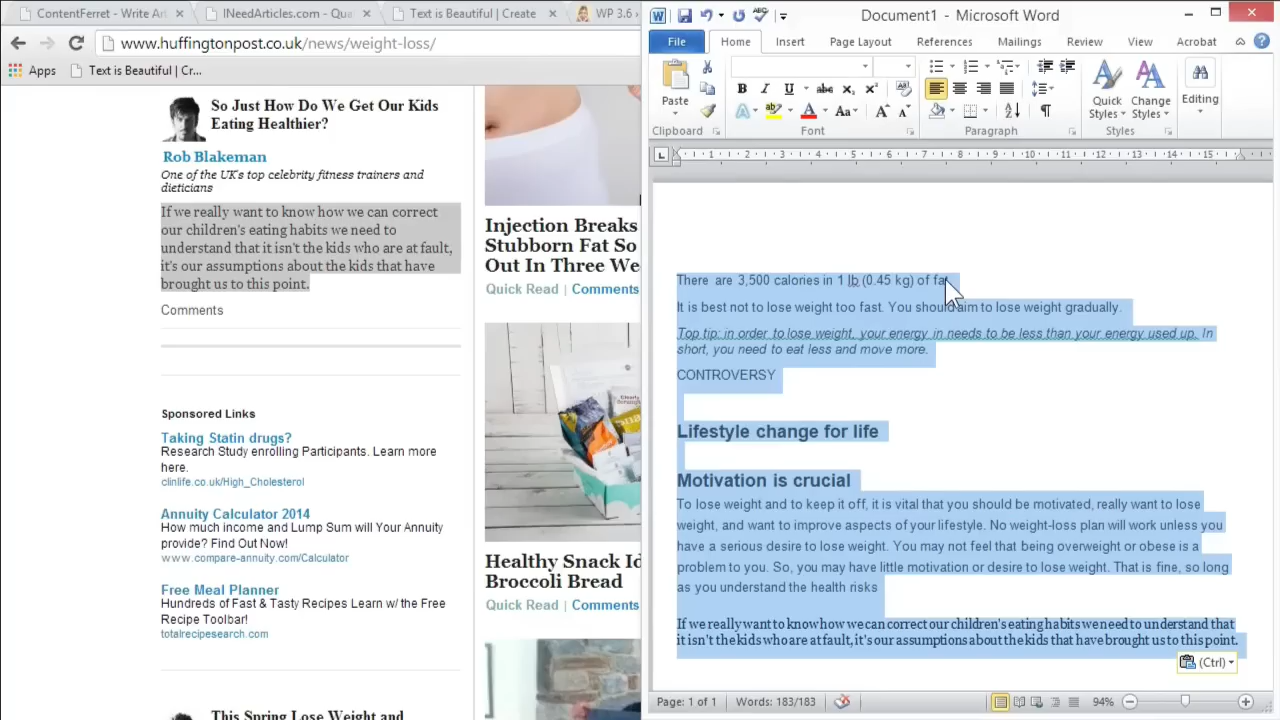 ContentFerret - Write Art
INeedArticles.com - Qua
Text is Beautiful | Create
WP 3.6 ›
Document1 - Microsoft Word
www.huffingtonpost.co.uk/news/weight-loss/
File Home Insert Page Layout References Mailings Review View Acrobat
Apps
Text is Beautiful | Cr...
Paste
Quick Styles
Change Styles
Editing
Clipboard
Font
Paragraph
Styles
1 2 3 4 5 6 7 8 9 10 11 12 13 14 15
So Just How Do We Get Our Kids
Eating Healthier?
Rob Blakeman
One of the UK's top celebrity fitness trainers and
dieticians
If we really want to know how we can correct
our children's eating habits we need to
understand that it isn't the kids who are at fault,
it's our assumptions about the kids that have
brought us to this point.
Comments
Sponsored Links
Taking Statin drugs?
Research Study enrolling Participants. Learn more
here.
clinlife.co.uk/High_Cholesterol
Annuity Calculator 2014
How much income and Lump Sum will Your Annuity
provide? Find Out Now!
www.compare-annuity.com/Calculator
Free Meal Planner
Hundreds of Fast & Tasty Recipes Learn w/ the Free
Recipe Toolbar!
totalrecipesearch.com
This Spring Lose Weight and
Injection Breaks
Stubborn Fat So
Out In Three We
Quick Read | Comments
Healthy Snack Id
Broccoli Bread
Quick Read | Comments
There are 3,500 calories in 1 lb (0.45 kg) of fat
It is best not to lose weight too fast. You should aim to lose weight gradually.
Top tip: in order to lose weight, your energy in needs to be less than your energy used up. In
short, you need to eat less and move more.
CONTROVERSY
Lifestyle change for life
Motivation is crucial
To lose weight and to keep it off, it is vital that you should be motivated, really want to lose
weight, and want to improve aspects of your lifestyle. No weight-loss plan will work unless you
have a serious desire to lose weight. You may not feel that being overweight or obese is a
problem to you. So, you may have little motivation or desire to lose weight. That is fine, so long
as you understand the health risks
If we really want to know how we can correct our children's eating habits we need to understand that
it isn't the kids who are at fault, it's our assumptions about the kids that have brought us to this point.
(Ctrl)
Page: 1 of 1 Words: 183/183 94%